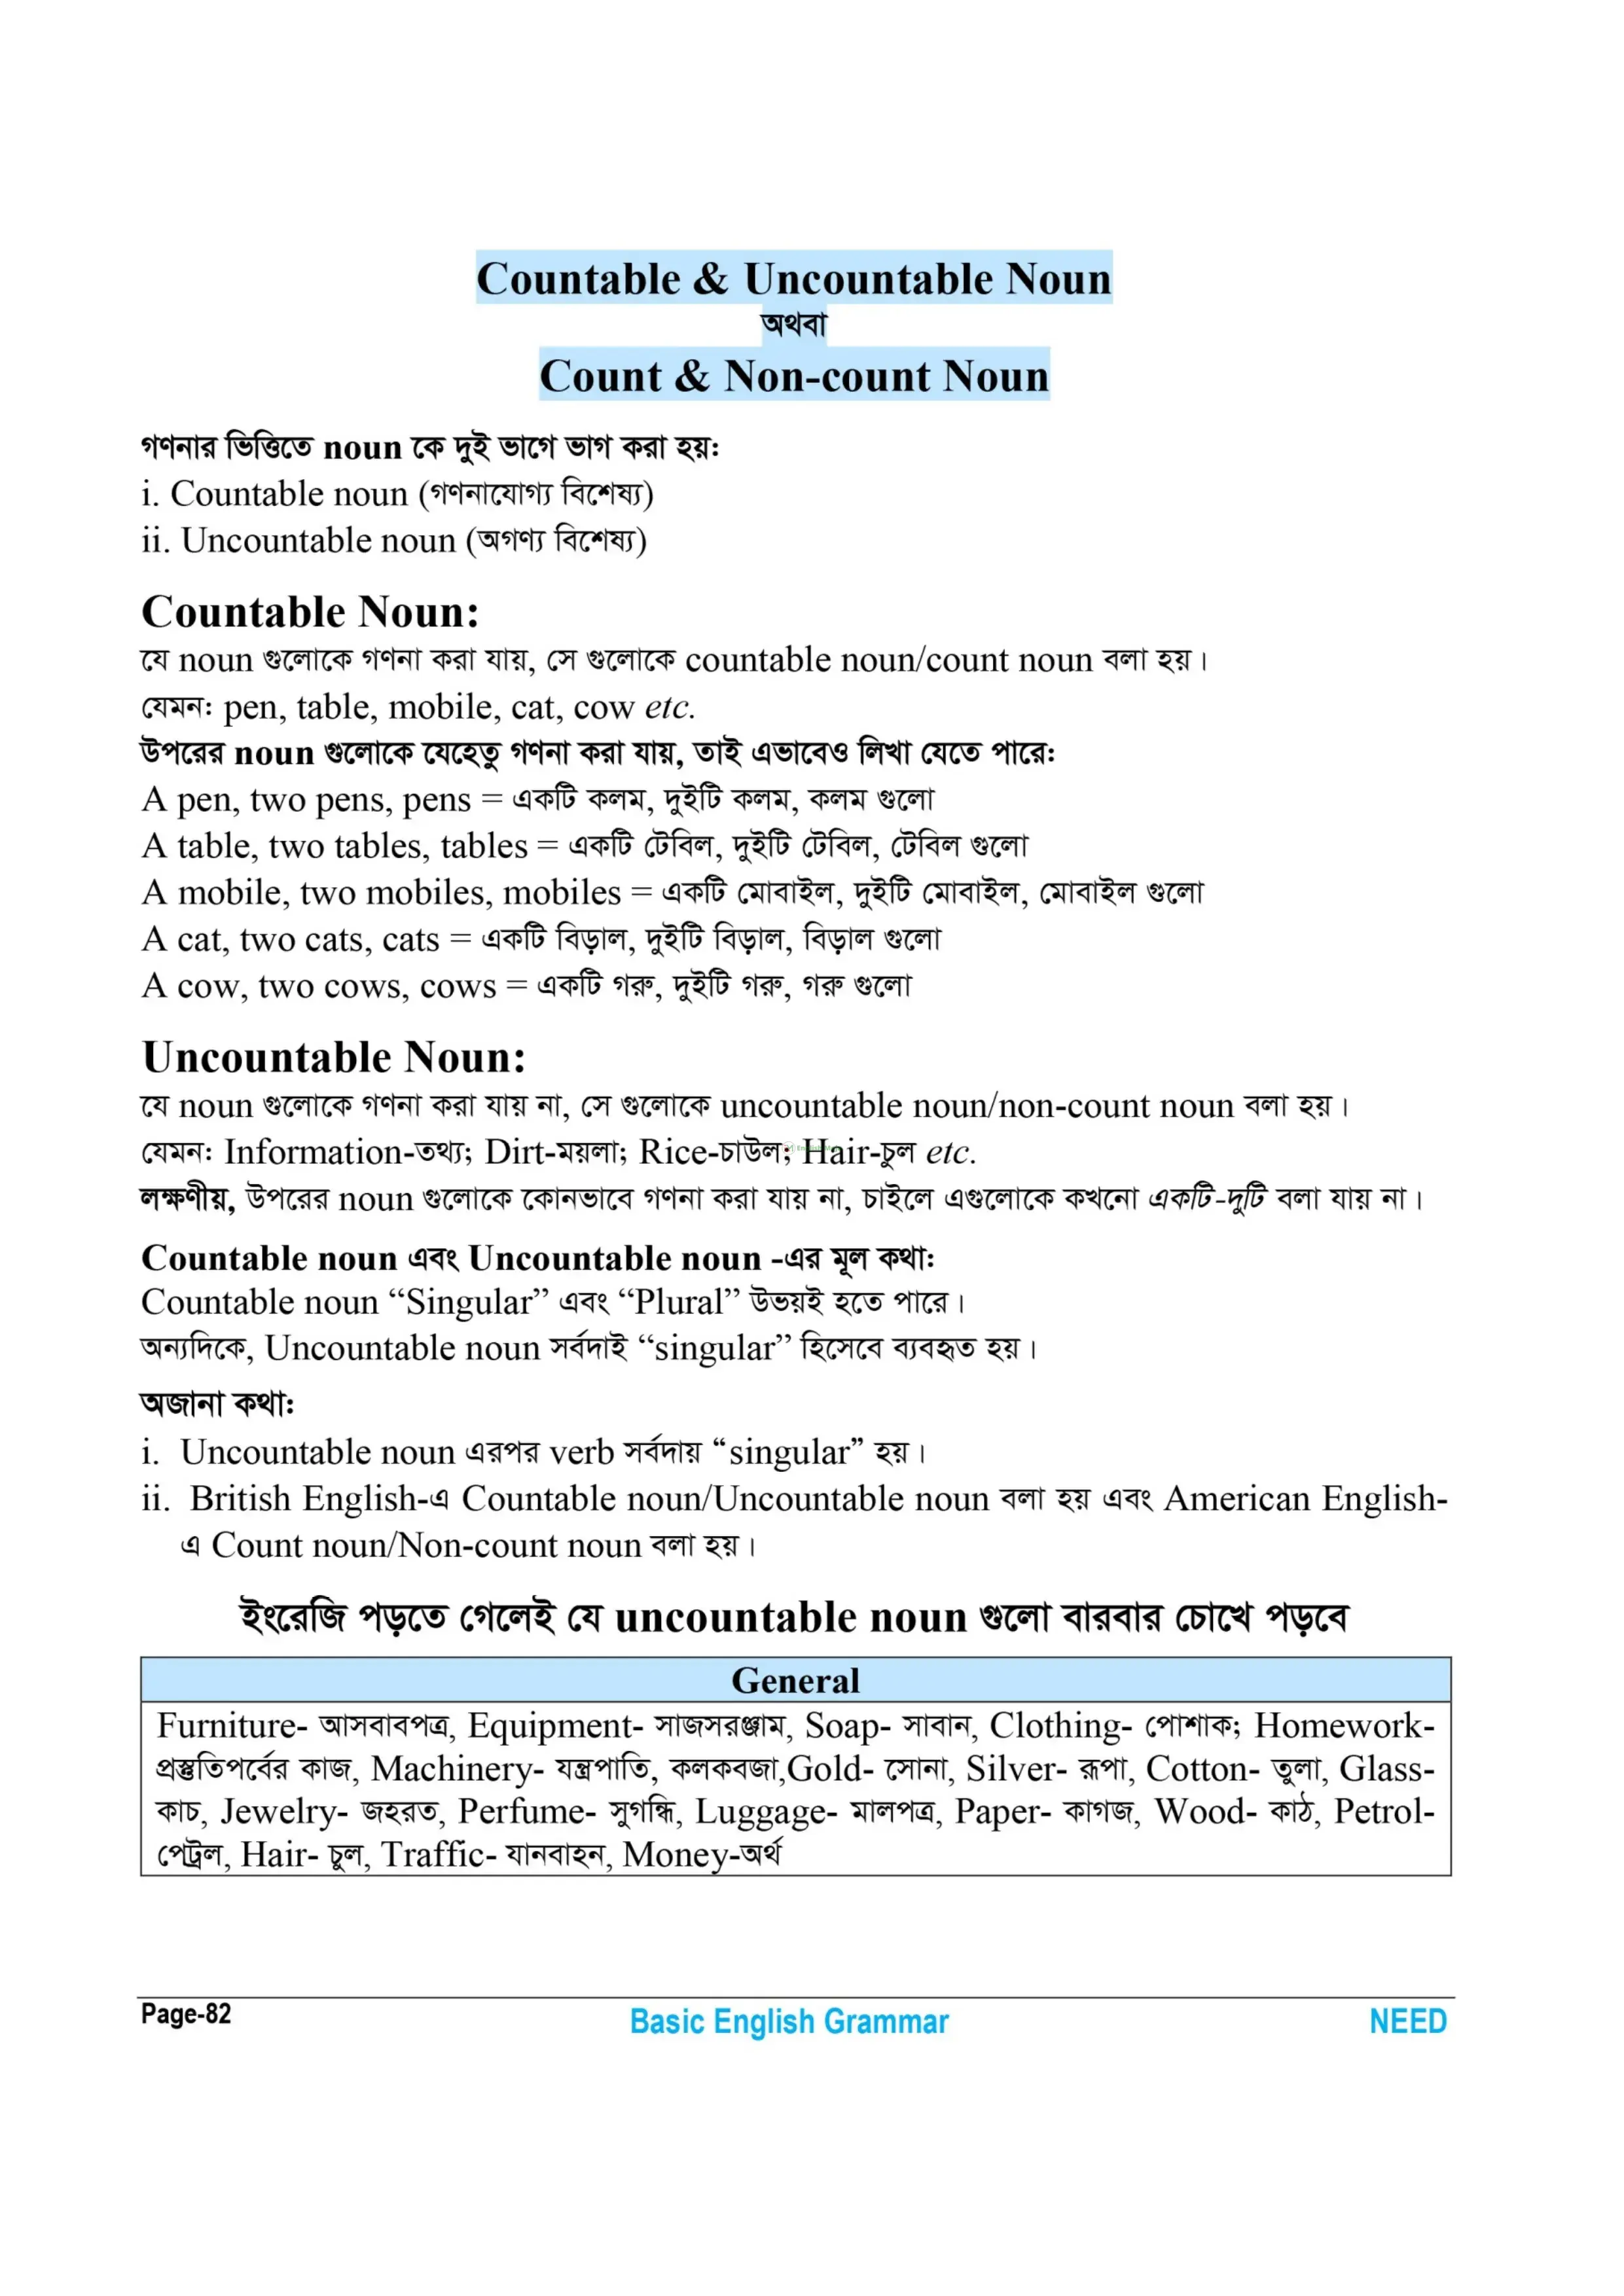 Countable & Uncountable Noun
অথবা
Count & Non-count Noun
গণনার ভিত্তিতে noun কে দুই ভাগে ভাগ করা হয়ঃ
i. Countable noun (গণনাযোগ্য বিশেষ্য)
ii. Uncountable noun (অগণ্য বিশেষ্য)
Countable Noun:
যে noun গুলোকে গণনা করা যায়, সে গুলোকে countable noun/count noun বলা হয়।
যেমনঃ pen, table, mobile, cat, cow etc.
উপরের noun গুলোকে যেহেতু গণনা করা যায়, তাই এভাবেও লিখা যেতে পারেঃ
A pen, two pens, pens = একটি কলম, দুইটি কলম, কলম গুলো
A table, two tables, tables = একটি টেবিল, দুইটি টেবিল, টেবিল গুলো
A mobile, two mobiles, mobiles = একটি মোবাইল, দুইটি মোবাইল, মোবাইল গুলো
A cat, two cats, cats = একটি বিড়াল, দুইটি বিড়াল, বিড়াল গুলো
A cow, two cows, cows = একটি গরু, দুইটি গরু, গরু গুলো
Uncountable Noun:
যে noun গুলোকে গণনা করা যায় না, সে গুলোকে uncountable noun/non-count noun বলা হয়।
যেমনঃ Information-তথ্য; Dirt-ময়লা; Rice-চাউল; Hair-চুল etc.
লক্ষণীয়, উপরের noun গুলোকে কোনভাবে গণনা করা যায় না, চাইলে এগুলোকে কখনো একটি-দুটি বলা যায় না।
Countable noun এবং Uncountable noun -এর মূল কথাঃ
Countable noun “Singular” এবং “Plural” উভয়ই হতে পারে।
অন্যদিকে, Uncountable noun সর্বদাই “singular” হিসেবে ব্যবহৃত হয়।
অজানা কথাঃ
i. Uncountable noun এরপর verb সর্বদায় “singular” হয়।
ii. British English-এ Countable noun/Uncountable noun বলা হয় এবং American English-
এ Count noun/Non-count noun বলা হয়।
ইংরেজি পড়তে গেলেই যে uncountable noun গুলো বারবার চোখে পড়বে
General
Furniture- আসবাবপত্র, Equipment- সাজসরঞ্জাম, Soap- সাবান, Clothing- পোশাক; Homework-
প্রস্তুতিপর্বের কাজ, Machinery- যন্ত্রপাতি, কলকবজা,Gold- সোনা, Silver- রূপা, Cotton- তুলা, Glass-
কাচ, Jewelry- জহরত, Perfume- সুগন্ধি, Luggage- মালপত্র, Paper- কাগজ, Wood- কাঠ, Petrol-
পেট্রল, Hair- চুল, Traffic- যানবাহন, Money-অর্থ
Page-82
Basic English Grammar
NEED